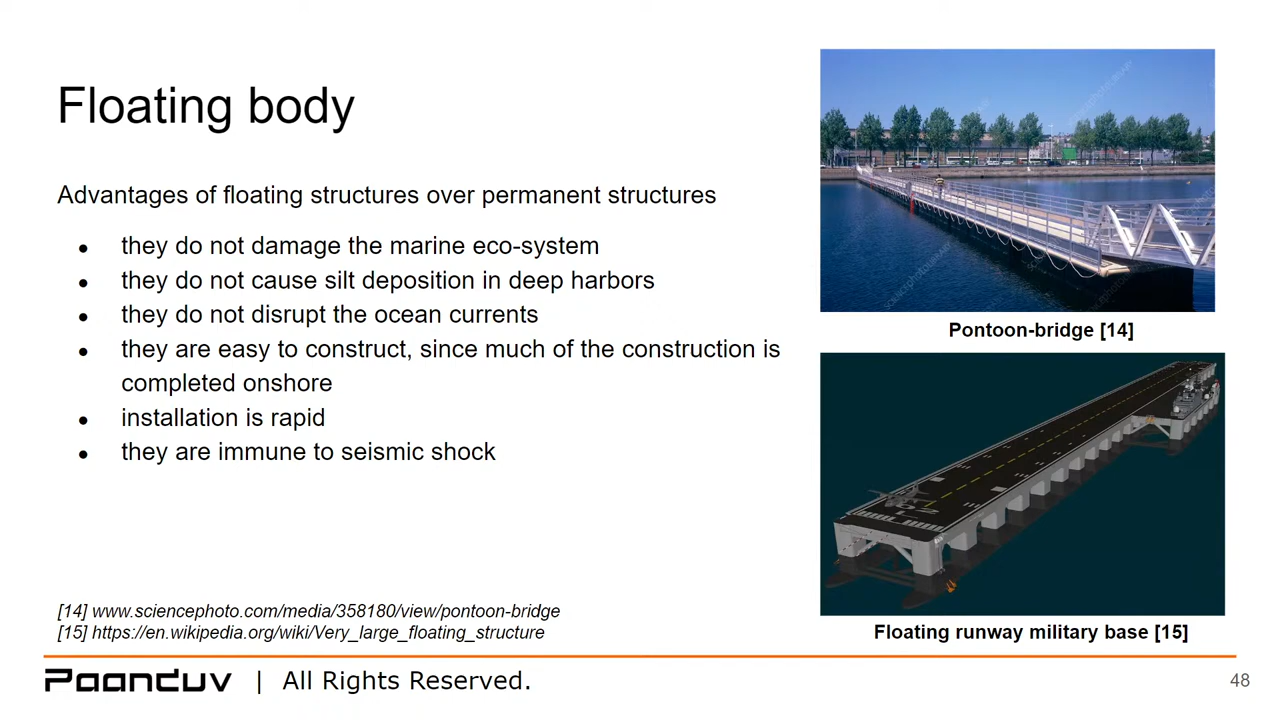 Floating body
Advantages of floating structures over permanent structures
● they do not damage the marine eco-system
● they do not cause silt deposition in deep harbors
● they do not disrupt the ocean currents
● they are easy to construct, since much of the construction is
completed onshore
● installation is rapid
● they are immune to seismic shock
Pontoon-bridge [14]
Floating runway military base [15]
[14] www.sciencephoto.com/media/358180/view/pontoon-bridge
[15] https://en.wikipedia.org/wiki/Very_large_floating_structure
Paanduv | All Rights Reserved.
48